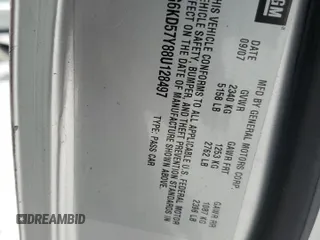 GM
MFD BY GENERAL MOTORS CORP
DATE GVWR GAWR FRT GAWR RR
09/07 2340 KG 1253 KG 1087 KG
5158 LB 2762 LB 2396 LB
THIS VEHICLE CONFORMS TO ALL APPLICABLE U.S. FEDERAL MOTOR
VEHICLE SAFETY, BUMPER, AND THEFT PREVENTION STANDARDS IN
EFFECT ON THE DATE OF MANUFACTURE SHOWN ABOVE.
G6KD57Y88U128497 TYPE: PASS CAR
DREAMBID